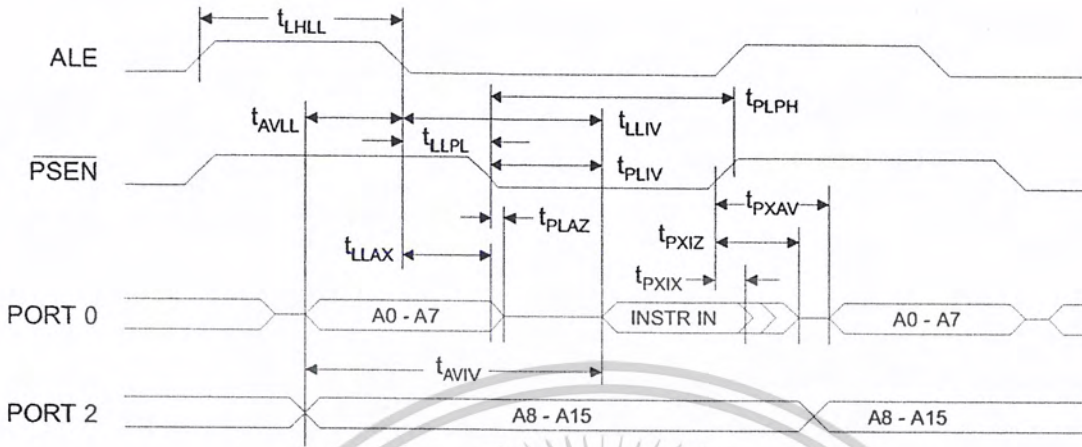 tLHLL
ALE
tPLPH
tAVLL
tLLIV
tLLPL
PSEN
tPLIV
tPXAV
tPLAZ
tLLAX
tPXIZ
tPXIX
PORT 0
A0 - A7
INSTR IN
A0 - A7
tAVIV
PORT 2
A8 - A15
A8 - A15